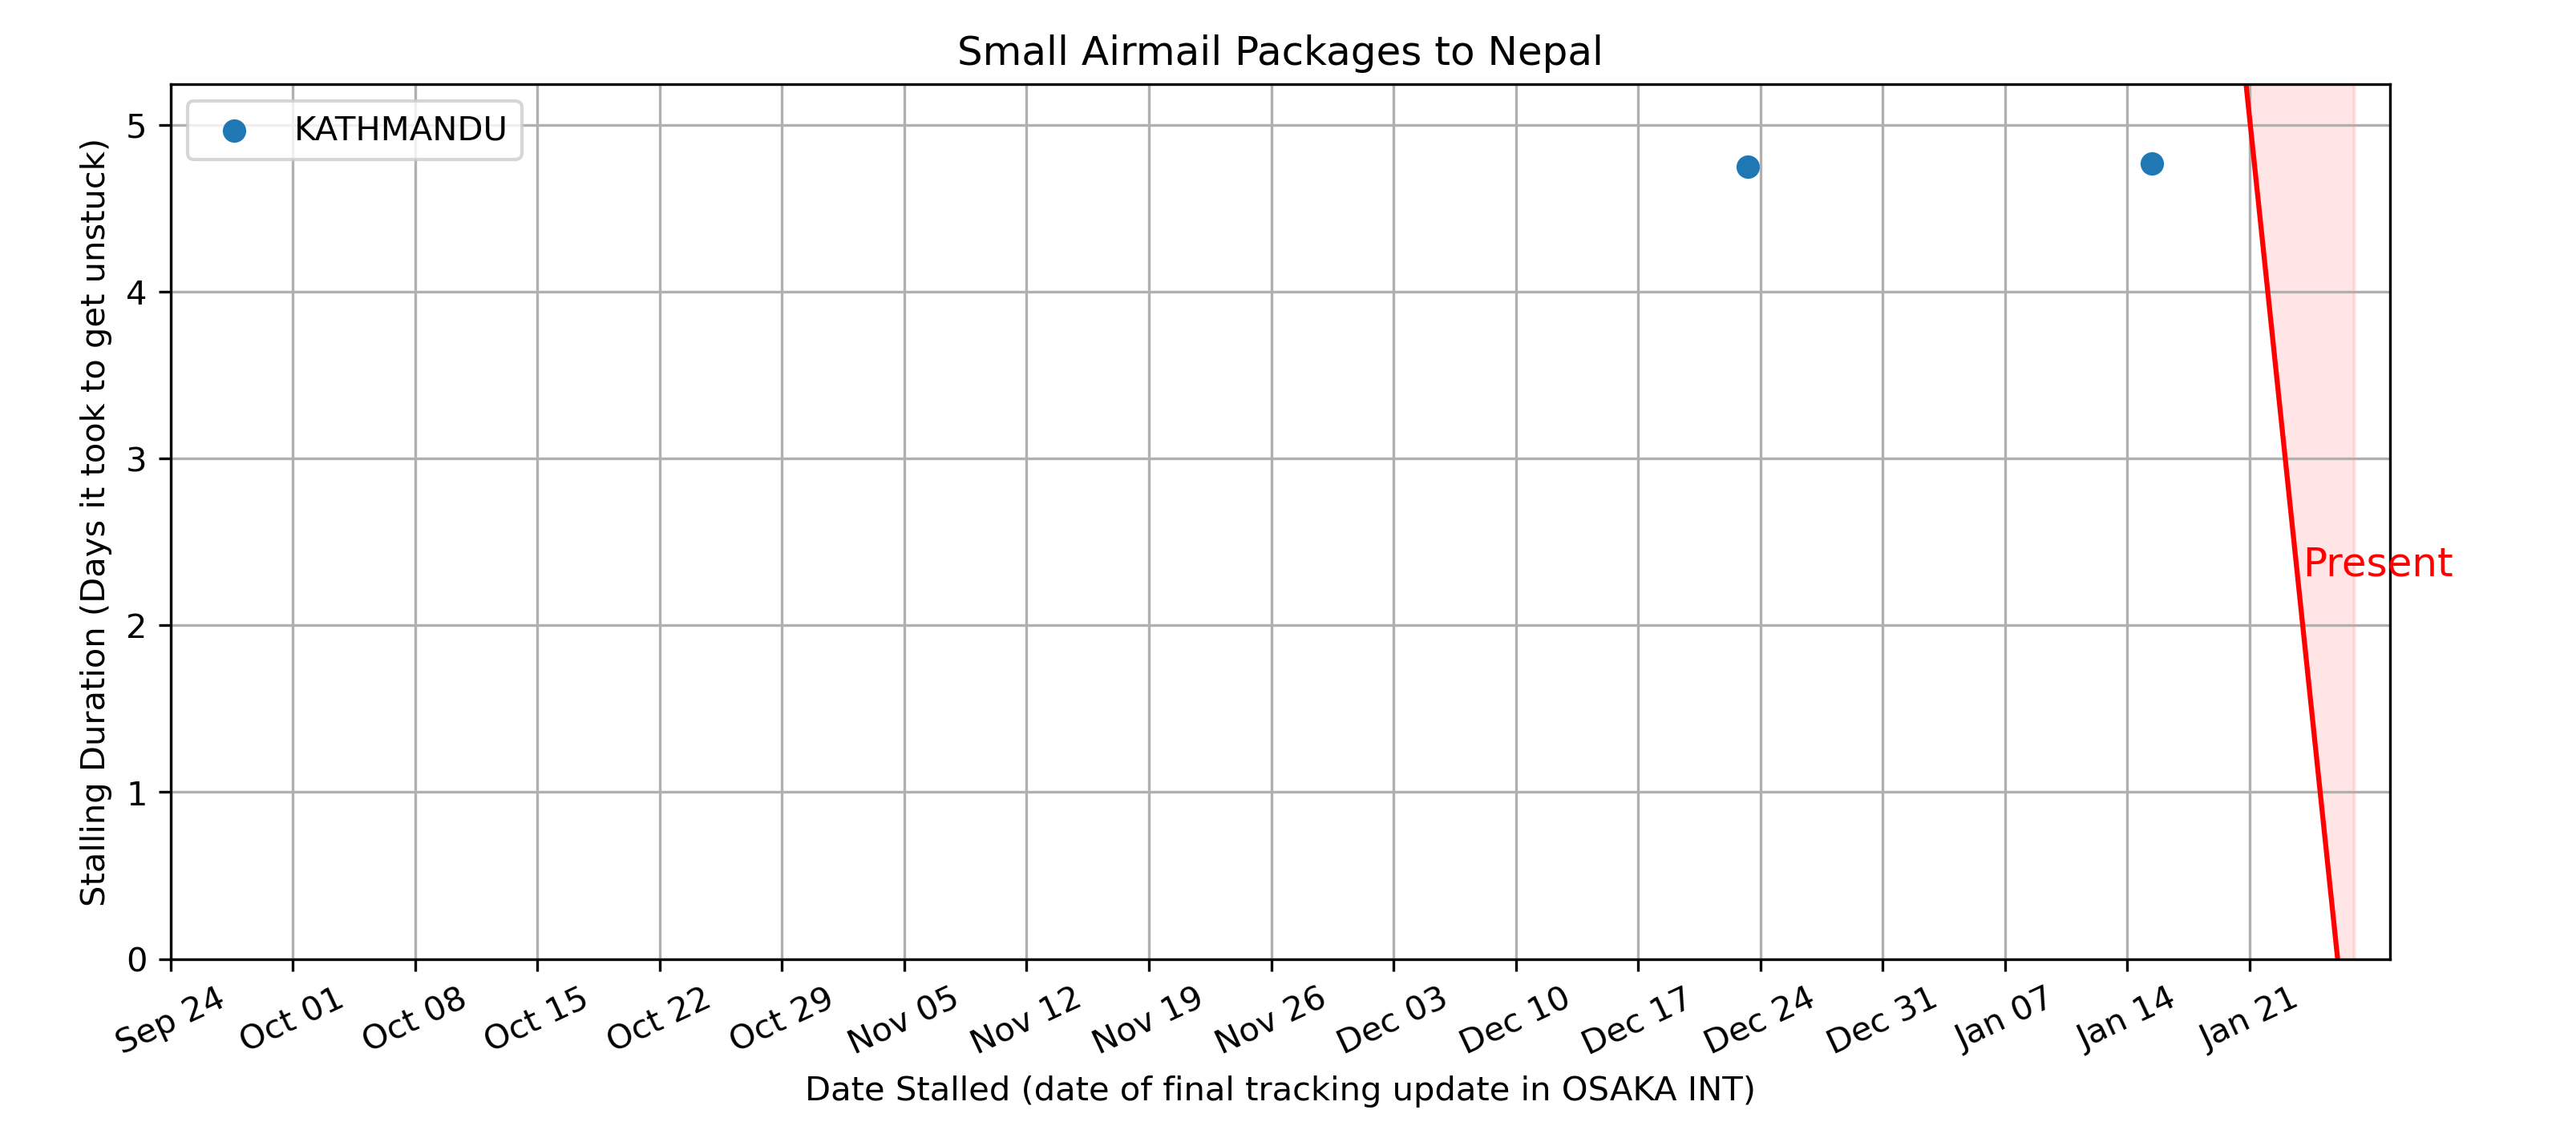 Small Airmail Packages to Nepal
KATHMANDU
Stalling Duration (Days it took to get unstuck)
5
4
3
2
1
0
Present
Sep 24
Oct 01
Oct 08
Oct 15
Oct 22
Oct 29
Nov 05
Nov 12
Nov 19
Nov 26
Dec 03
Dec 10
Dec 17
Dec 24
Dec 31
Jan 07
Jan 14
Jan 21
Date Stalled (date of final tracking update in OSAKA INT)